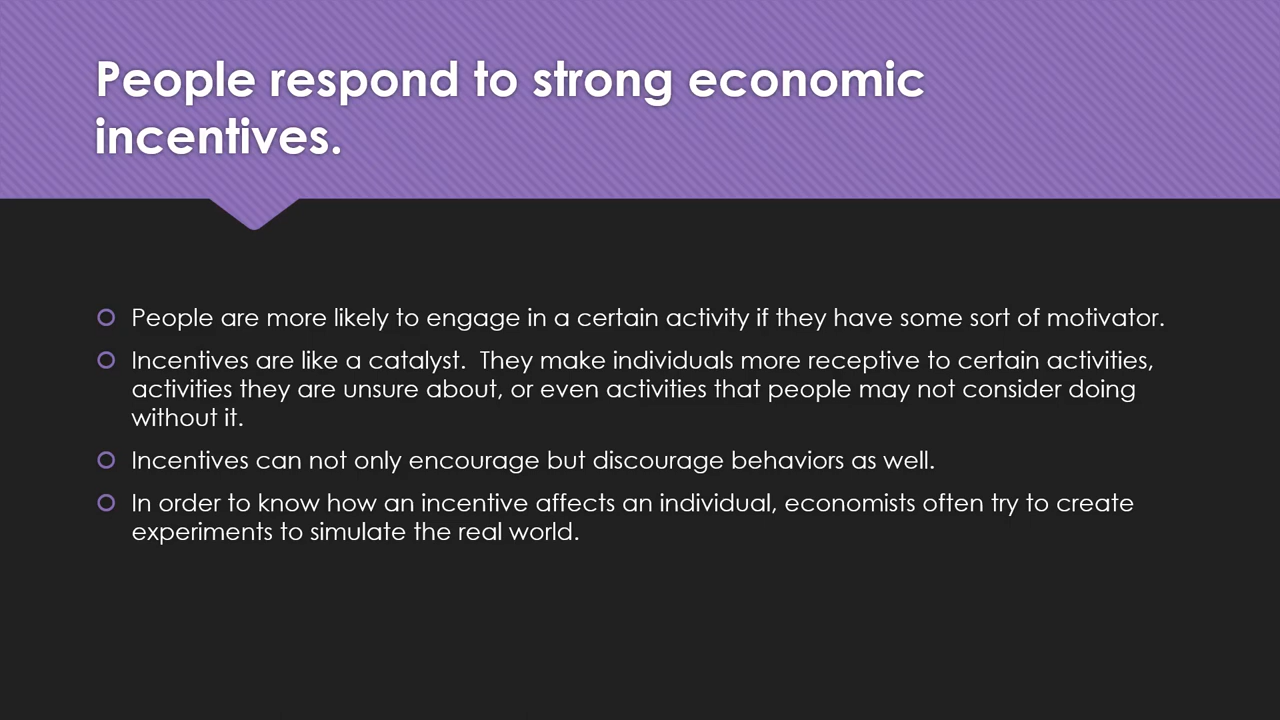 People respond to strong economic
incentives.
People are more likely to engage in a certain activity if they have some sort of motivator.
Incentives are like a catalyst.  They make individuals more receptive to certain activities,
activities they are unsure about, or even activities that people may not consider doing
without it.
Incentives can not only encourage but discourage behaviors as well.
In order to know how an incentive affects an individual, economists often try to create
experiments to simulate the real world.